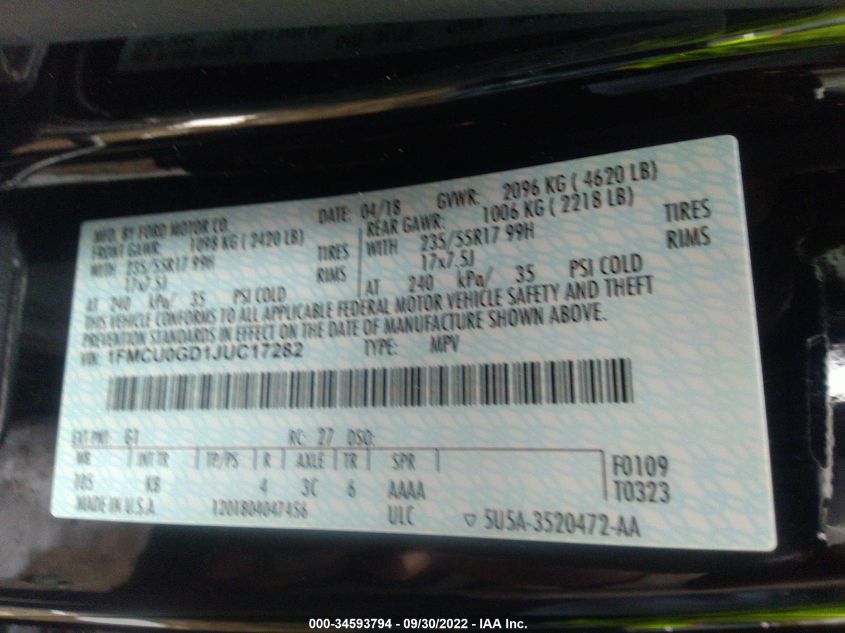 MFD. BY FORD MOTOR CO. DATE: 04/18 GVWR: 2096 KG ( 4620 LB)
FRONT GAWR: 1098 KG ( 2420 LB) REAR GAWR: 1006 KG ( 2218 LB)
WITH 235/55R17 99H TIRES WITH 235/55R17 99H TIRES
17x7.5J RIMS 17x7.5J RIMS
AT 240 kPa/ 35 PSI COLD AT 240 kPa/ 35 PSI COLD
THIS VEHICLE CONFORMS TO ALL APPLICABLE FEDERAL MOTOR VEHICLE SAFETY AND THEFT
PREVENTION STANDARDS IN EFFECT ON THE DATE OF MANUFACTURE SHOWN ABOVE.
VIN: 1FMCU0GD1JUC17282 TYPE: MPV
EXT PNT: G1 RC: 27 DSO:
WB INT TR TP/PS R AXLE TR SPR
105 KB 4 3C 6 AAAA
F0109
T0323
MADE IN U.S.A. 1201804047456 ULC ▽ 5U5A-3520472-AA
000-34593794 - 09/30/2022 - IAA Inc.